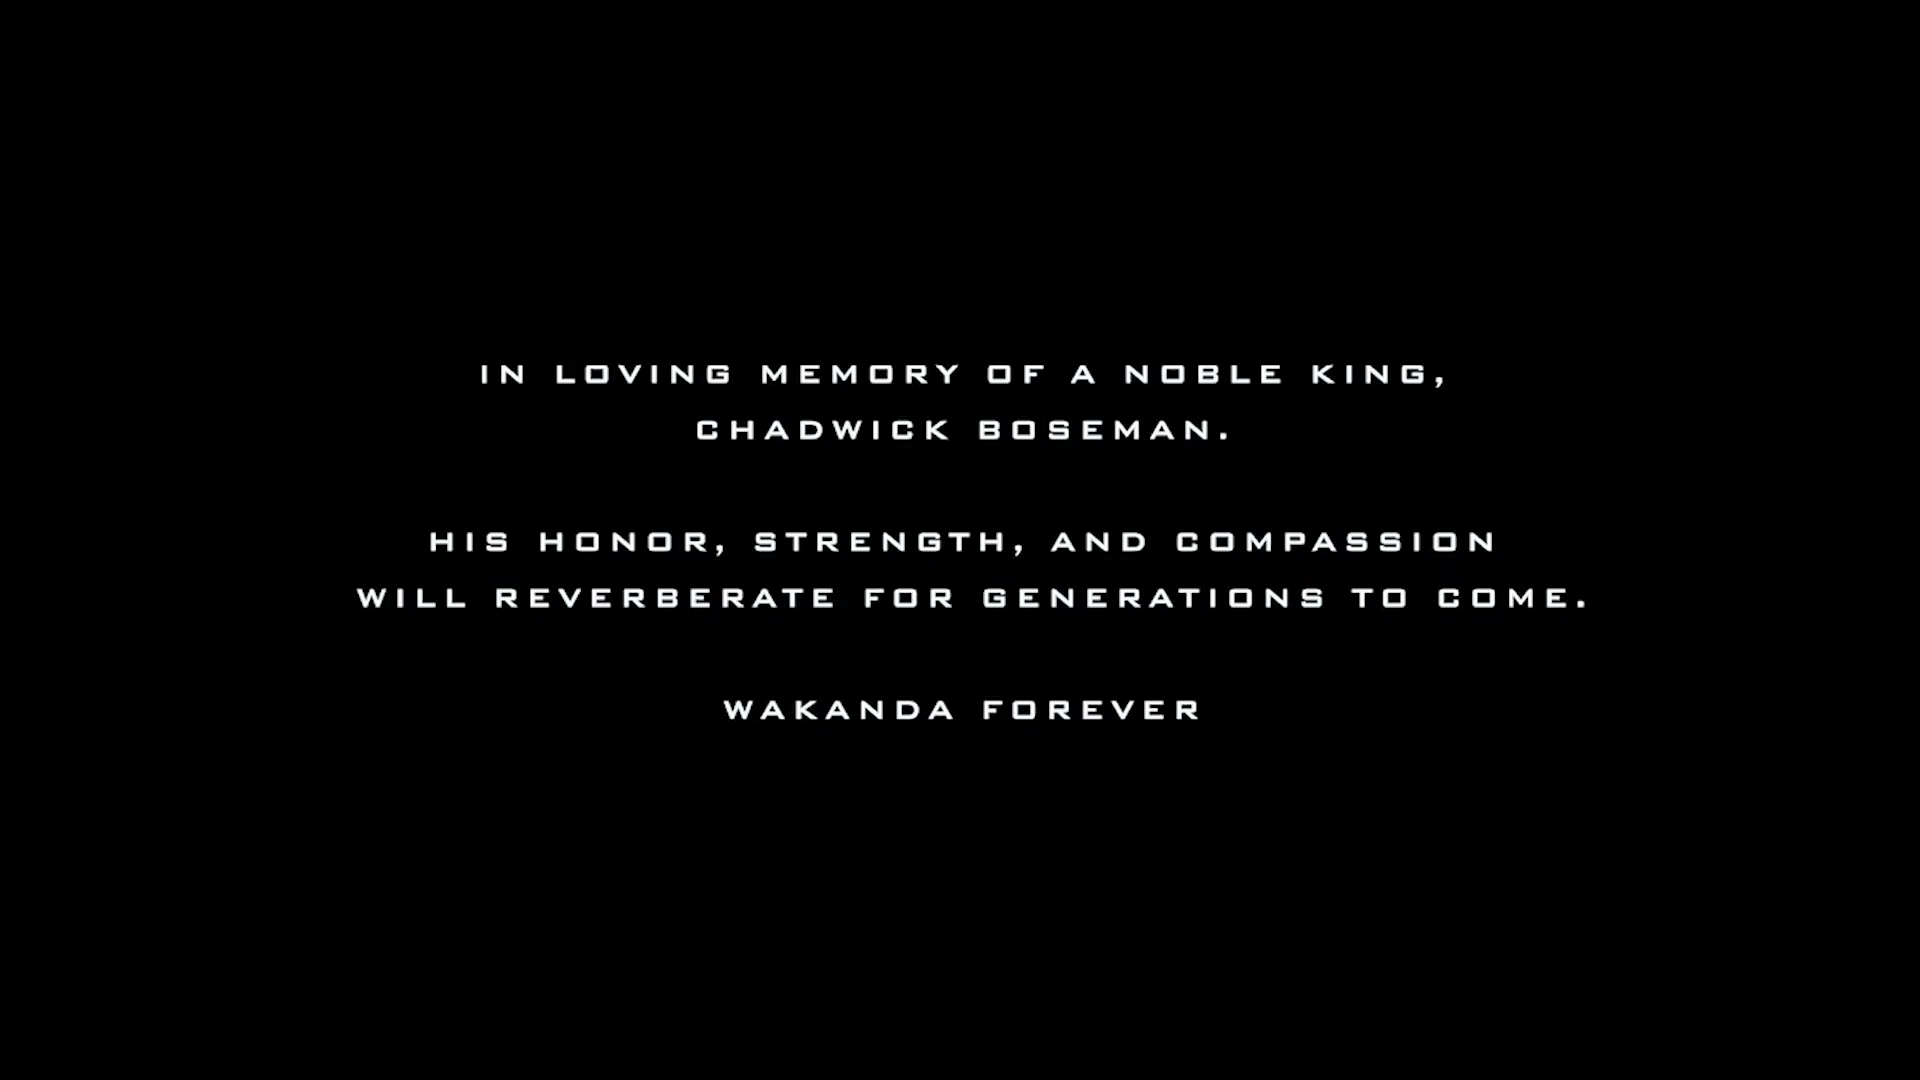 IN LOVING MEMORY OF A NOBLE KING,
CHADWICK BOSEMAN.
HIS HONOR, STRENGTH, AND COMPASSION
WILL REVERBERATE FOR GENERATIONS TO COME.
WAKANDA FOREVER